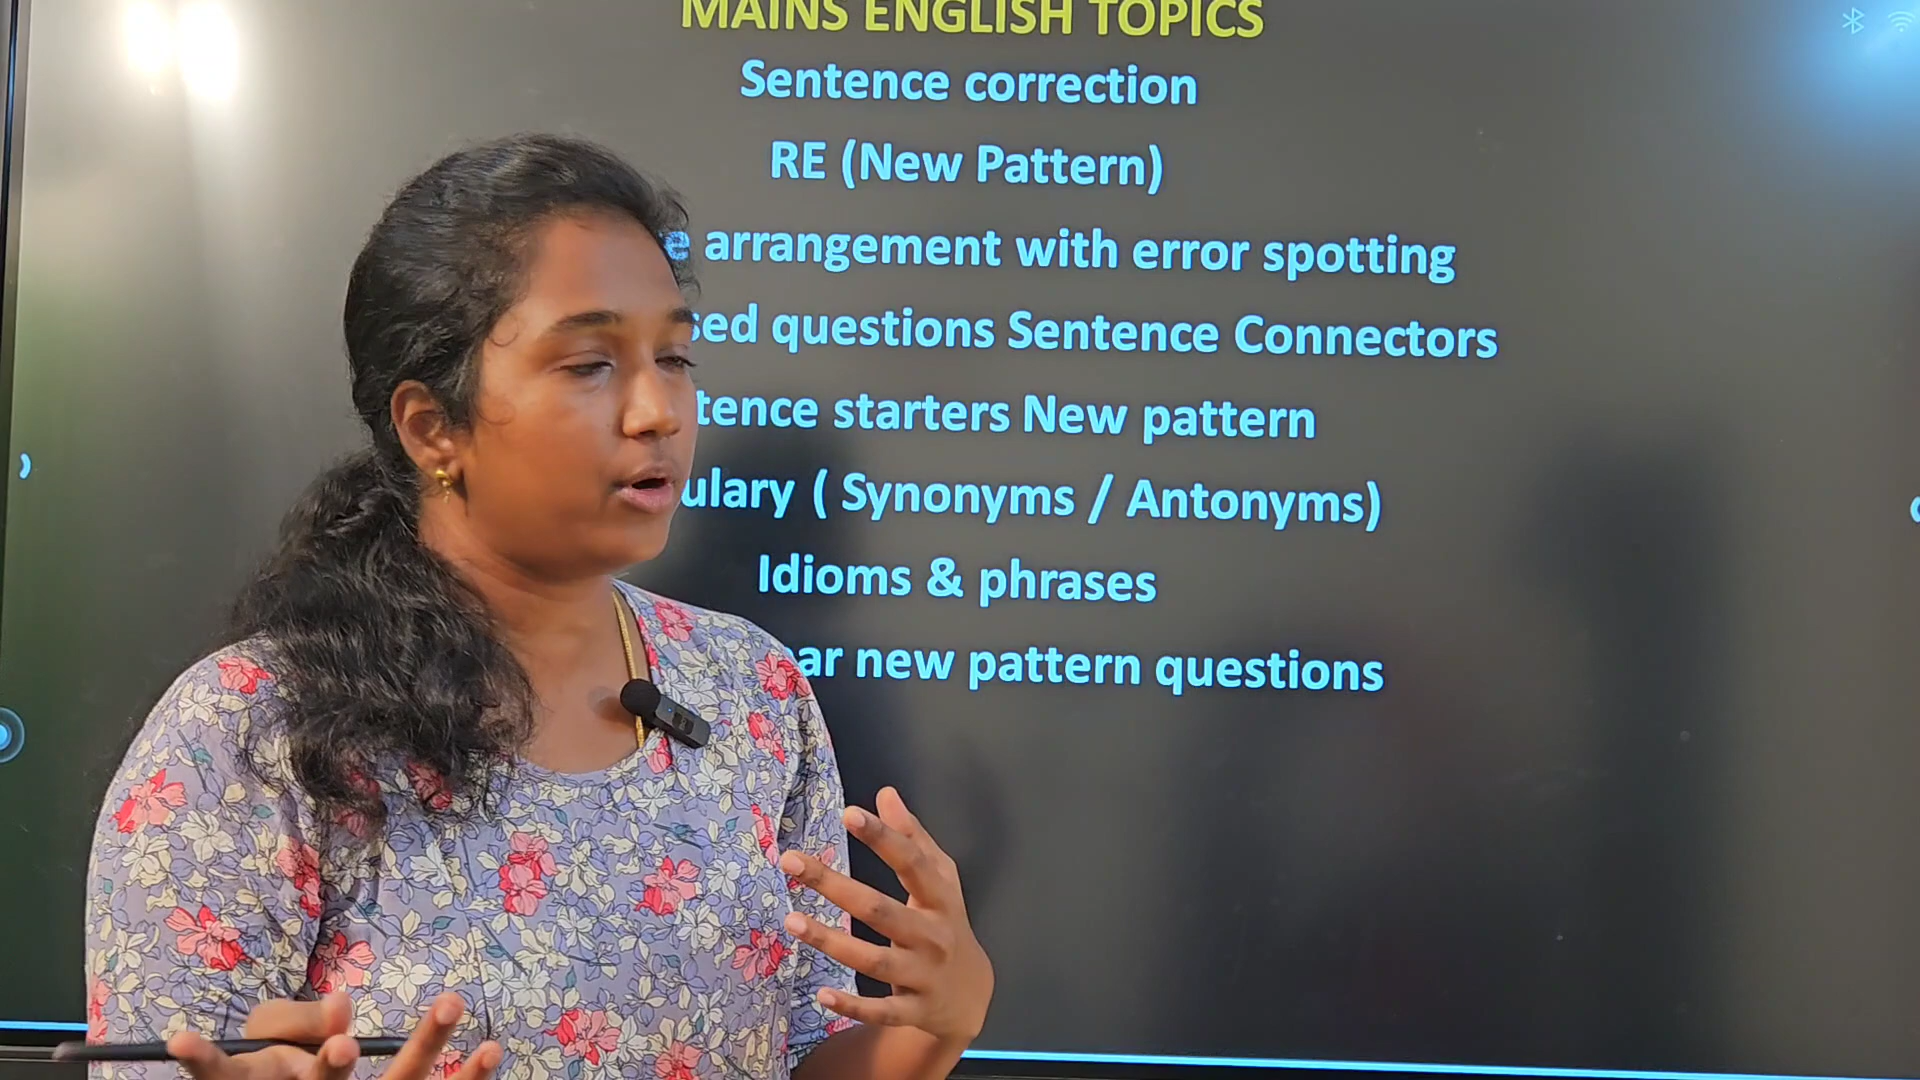 MAINS ENGLISH TOPICS
Sentence correction
RE (New Pattern)
arrangement with error spotting
questions Sentence Connectors
starters New pattern
( Synonyms / Antonyms)
Idioms & phrases
new pattern questions